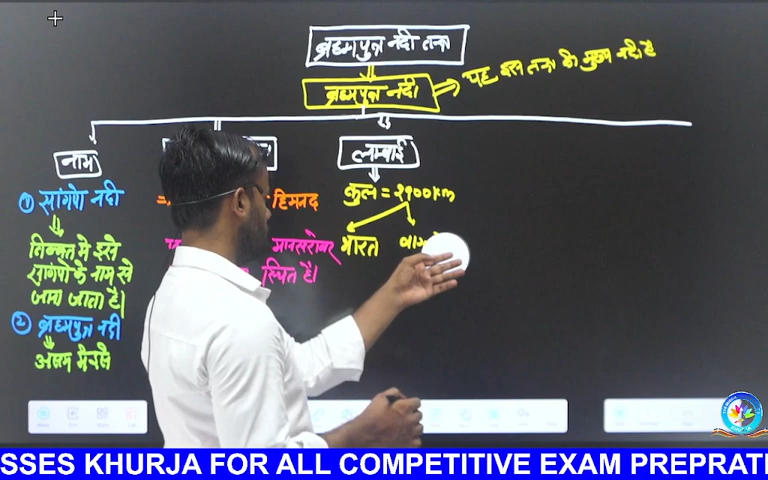 ब्रह्मपुत्र नदी तन्त्र
ब्रह्मपुत्र नदी
यह इस तन्त्र की मुख्य नदी है
नाम
लम्बाई
① सांगपो नदी
तिब्बत मे इसे
सांगपो के नाम से
जाना जाता है।
② ब्रह्मपुत्र नदी
असम मे इसे
हिमनद
मानसरोवर
स्थित है।
कुल = 2900km
भारत
SSES KHURJA FOR ALL COMPETITIVE EXAM PREPRATI